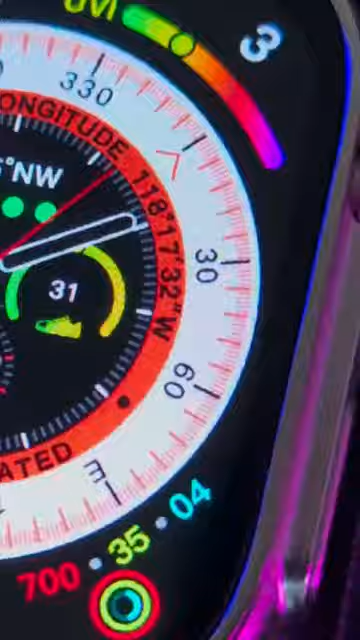 UVI
3
330
LONGITUDE 118°17'32" W
°NW
30
31
60
ATED
E
700 • 35 • 04